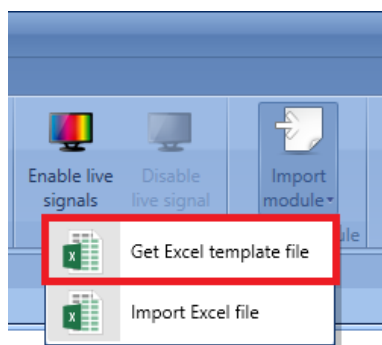 Enable live
signals
Disable
live signal
Import
module
Get Excel template file
Import Excel file